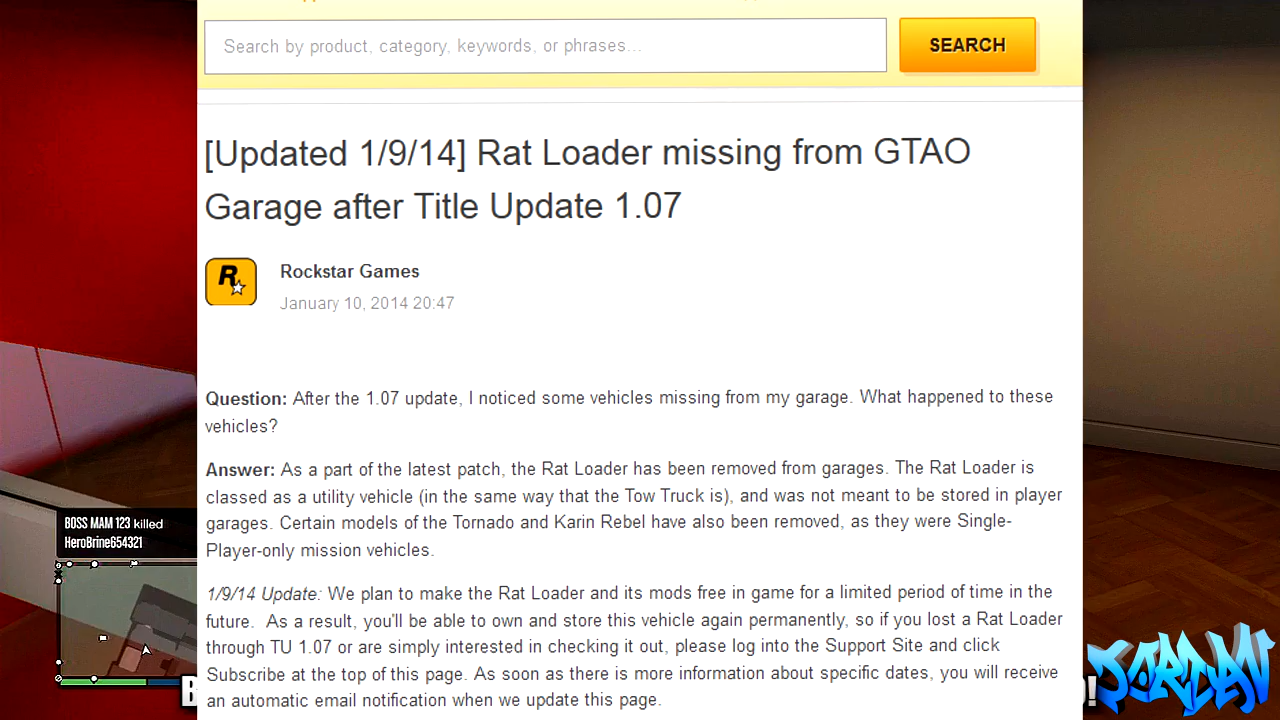 Search by product, category, keywords, or phrases...
SEARCH
[Updated 1/9/14] Rat Loader missing from GTAO
Garage after Title Update 1.07
R
Rockstar Games
January 10, 2014 20:47
Question: After the 1.07 update, I noticed some vehicles missing from my garage. What happened to these
vehicles?
Answer: As a part of the latest patch, the Rat Loader has been removed from garages. The Rat Loader is
classed as a utility vehicle (in the same way that the Tow Truck is), and was not meant to be stored in player
garages. Certain models of the Tornado and Karin Rebel have also been removed, as they were Single-
Player-only mission vehicles.
1/9/14 Update: We plan to make the Rat Loader and its mods free in game for a limited period of time in the
future.  As a result, you'll be able to own and store this vehicle again permanently, so if you lost a Rat Loader
through TU 1.07 or are simply interested in checking it out, please log into the Support Site and click
Subscribe at the top of this page. As soon as there is more information about specific dates, you will receive
an automatic email notification when we update this page.
BOSS MAM 123 killed
HeroBrine654321
JORDAN